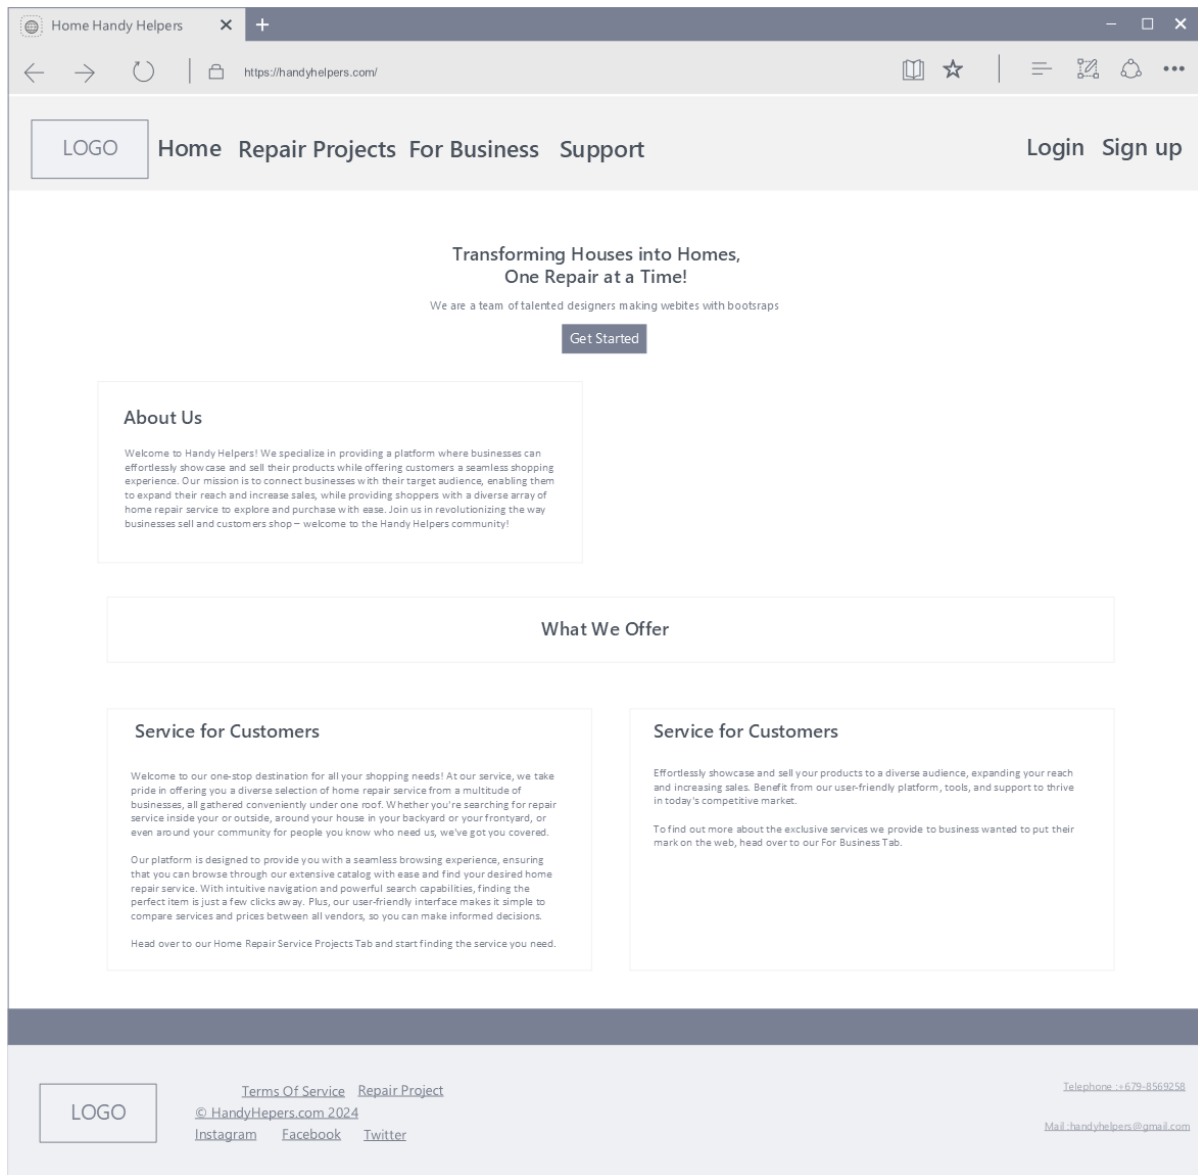 Home Handy Helpers
https://handyhelpers.com/
LOGO
Home Repair Projects For Business Support
Login Sign up
Transforming Houses into Homes,
One Repair at a Time!
We are a team of talented designers making webites with bootsraps
Get Started
About Us
Welcome to Handy Helpers! We specialize in providing a platform where businesses can
effortlessly showcase and sell their products while offering customers a seamless shopping
experience. Our mission is to connect businesses with their target audience, enabling them
to expand their reach and increase sales, while providing shoppers with a diverse array of
home repair service to explore and purchase with ease. Join us in revolutionizing the way
businesses sell and customers shop – welcome to the Handy Helpers community!
What We Offer
Service for Customers
Welcome to our one-stop destination for all your shopping needs! At our service, we take
pride in offering you a diverse selection of home repair service from a multitude of
businesses, all gathered conveniently under one roof. Whether you're searching for repair
service inside your or outside, around your house in your backyard or your frontyard, or
even around your community for people you know who need us, we've got you covered.
Our platform is designed to provide you with a seamless browsing experience, ensuring
that you can browse through our extensive catalog with ease and find your desired home
repair service. With intuitive navigation and powerful search capabilities, finding the
perfect item is just a few clicks away. Plus, our user-friendly interface makes it simple to
compare services and prices between all vendors, so you can make informed decisions.
Head over to our Home Repair Service Projects Tab and start finding the service you need.
Service for Customers
Effortlessly showcase and sell your products to a diverse audience, expanding your reach
and increasing sales. Benefit from our user-friendly platform, tools, and support to thrive
in today's competitive market.
To find out more about the exclusive services we provide to business wanted to put their
mark on the web, head over to our For Business Tab.
LOGO
Terms Of Service Repair Project
© HandyHepers.com 2024
Instagram Facebook Twitter
Telephone :+679-8569258
Mail :handyhelpers@gmail.com